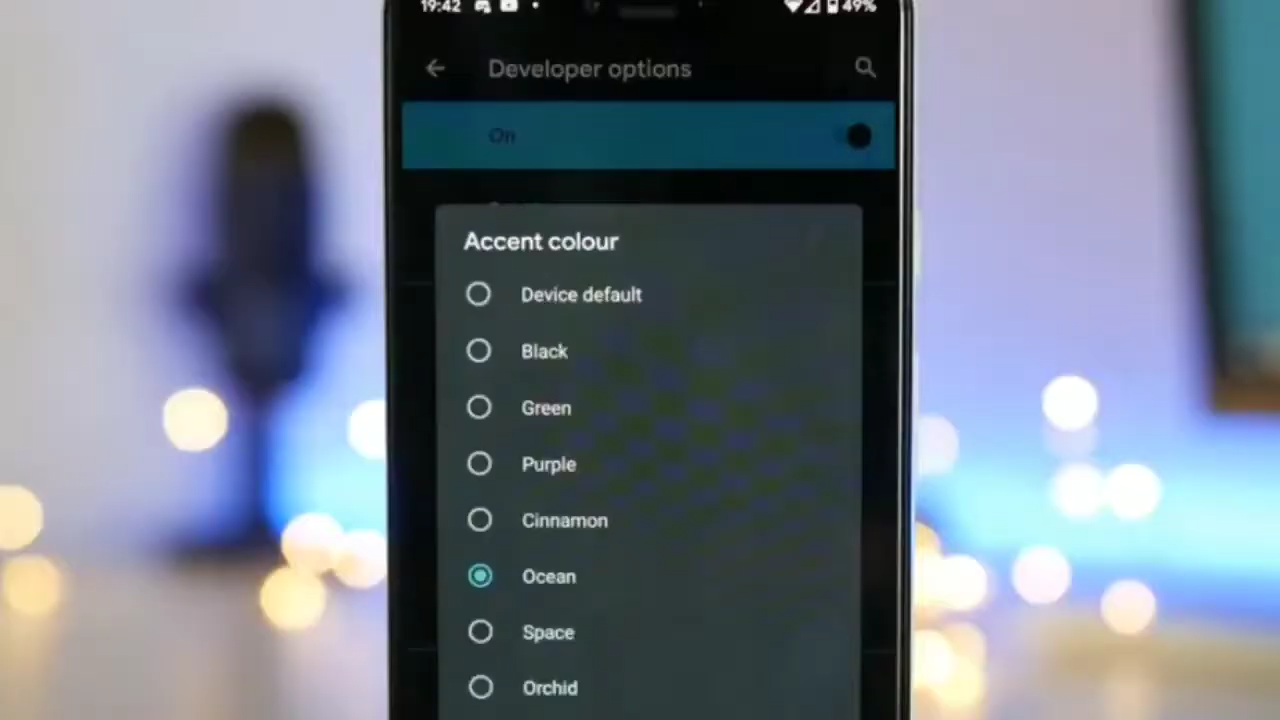 19:42
49%
Developer options
On
Accent colour
Device default
Black
Green
Purple
Cinnamon
Ocean
Space
Orchid